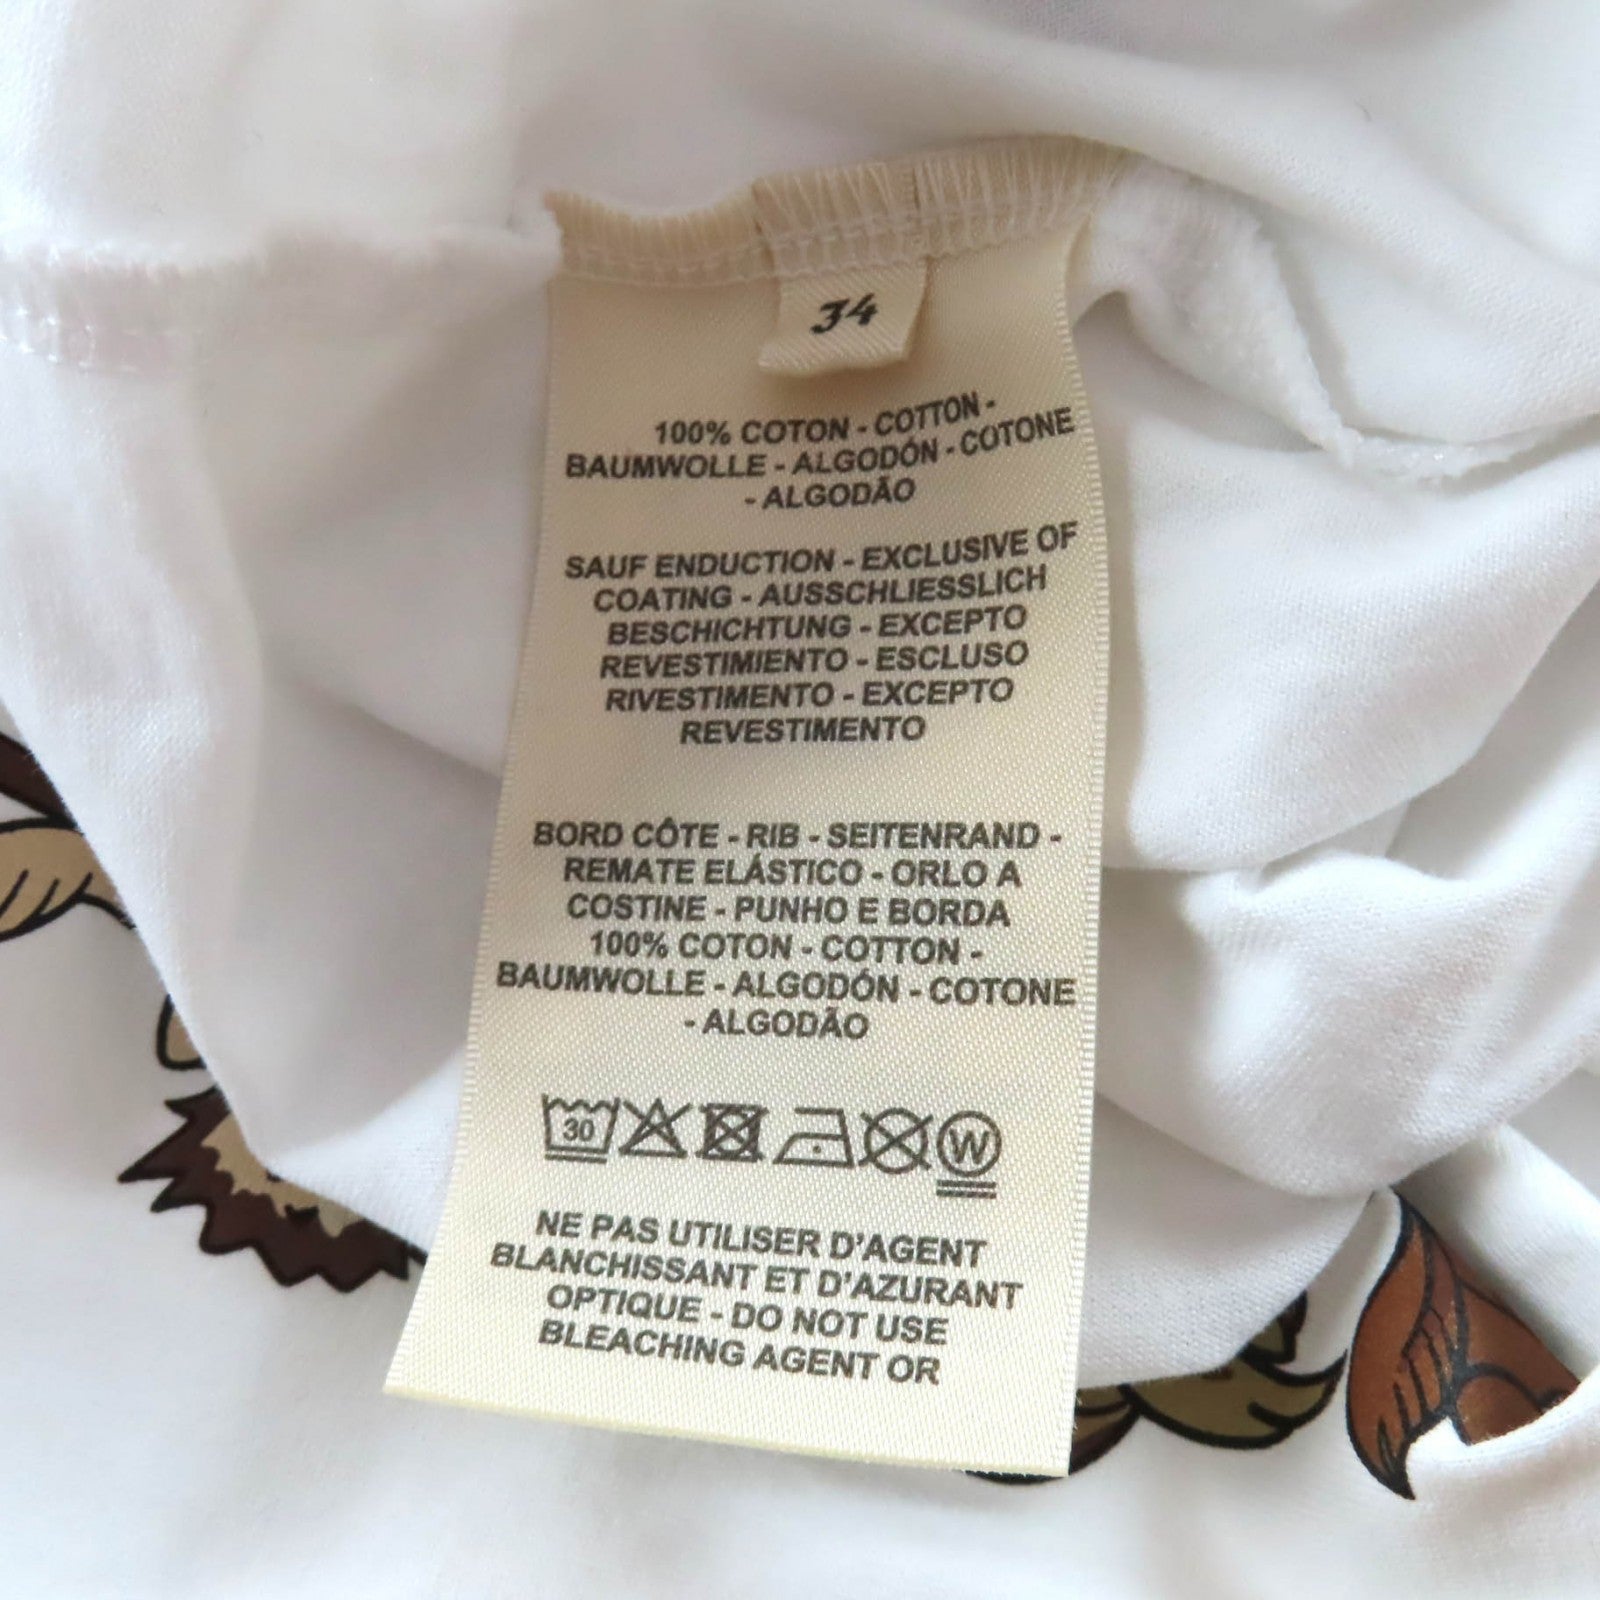 34
100% COTON - COTTON -
BAUMWOLLE - ALGODÓN - COTONE
- ALGODÃO
SAUF ENDUCTION - EXCLUSIVE OF
COATING - AUSSCHLIESSLICH
BESCHICHTUNG - EXCEPTO
REVESTIMIENTO - ESCLUSO
RIVESTIMENTO - EXCEPTO
REVESTIMENTO
BORD CÔTE - RIB - SEITENRAND -
REMATE ELÁSTICO - ORLO A
COSTINE - PUNHO E BORDA
100% COTON - COTTON -
BAUMWOLLE - ALGODÓN - COTONE
- ALGODÃO
30 W
NE PAS UTILISER D'AGENT
BLANCHISSANT ET D'AZURANT
OPTIQUE - DO NOT USE
BLEACHING AGENT OR